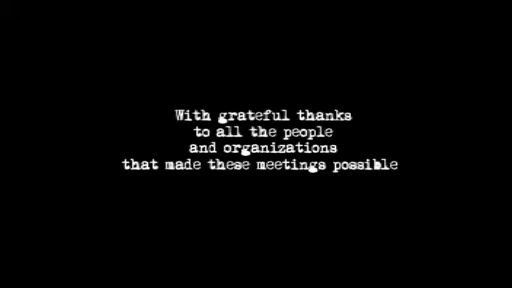 With grateful thanks
to all the people
and organizations
that made these meetings possible